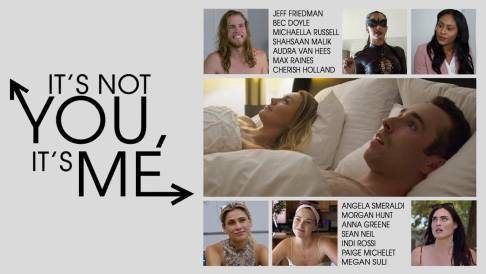 IT'S NOT
YOU,
IT'S ME
JEFF FRIEDMAN
BEC DOYLE
MICHAELLA RUSSELL
SHAHSAAN MALIK
AUDRA VAN HEES
MAX RAINES
CHERISH HOLLAND
ANGELA SMERALDI
MORGAN HUNT
ANNA GREENE
SEAN NEIL
INDI ROSSI
PAIGE MICHELET
MEGAN SULI